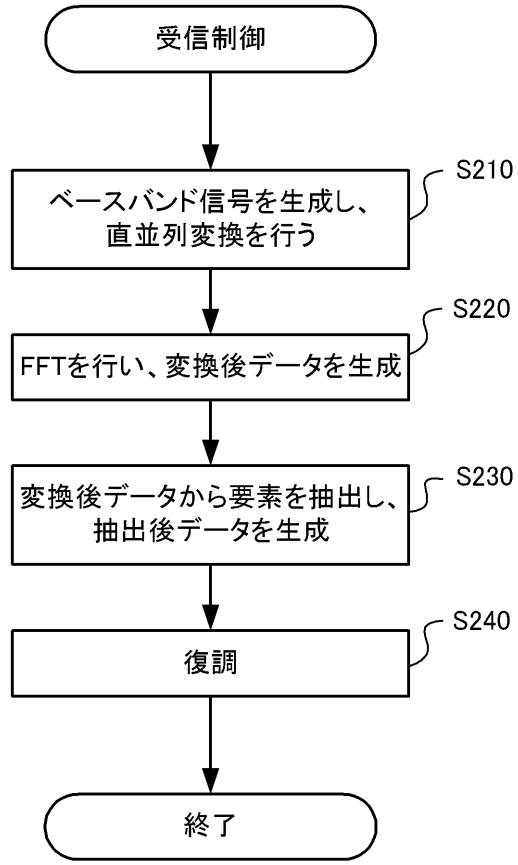 受信制御
S210
ベースバンド信号を生成し、
直並列変換を行う
S220
FFTを行い、変換後データを生成
S230
変換後データから要素を抽出し、
抽出後データを生成
S240
復調
終了